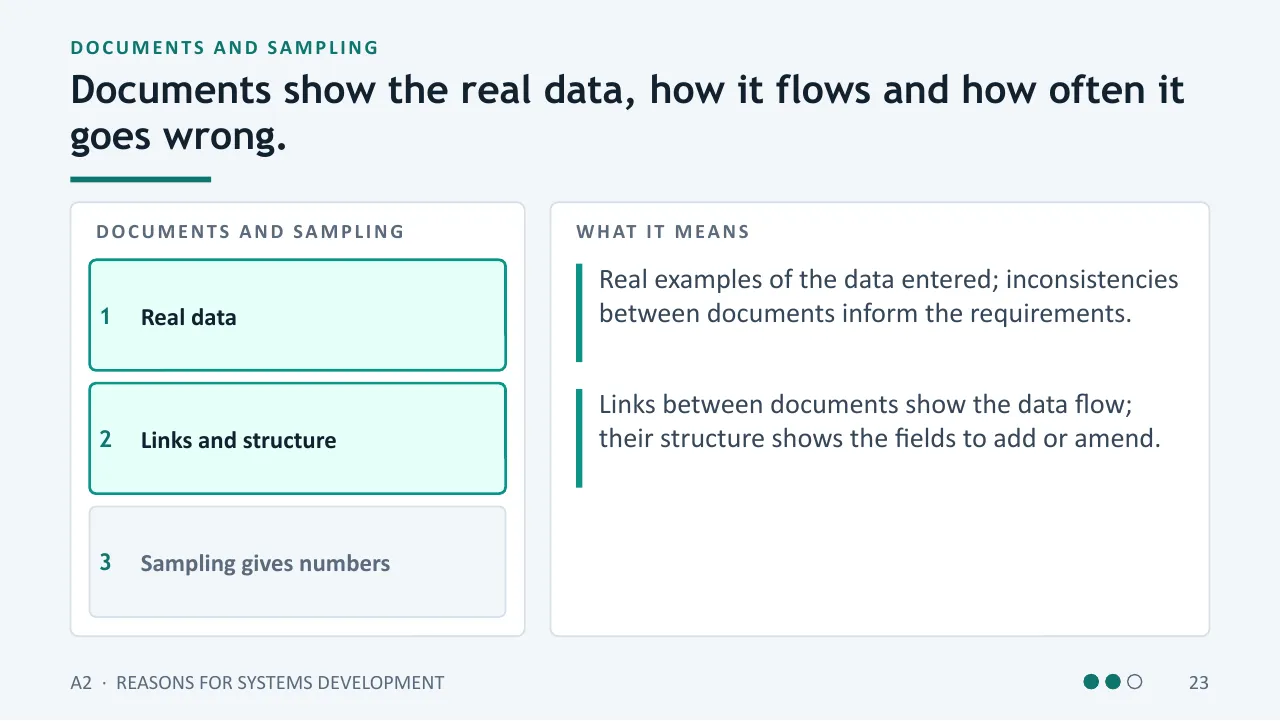 DOCUMENTS AND SAMPLING
Documents show the real data, how it flows and how often it
goes wrong.
DOCUMENTS AND SAMPLING
1 Real data
2 Links and structure
3 Sampling gives numbers
WHAT IT MEANS
Real examples of the data entered; inconsistencies
between documents inform the requirements.
Links between documents show the data flow;
their structure shows the fields to add or amend.
A2 · REASONS FOR SYSTEMS DEVELOPMENT
23